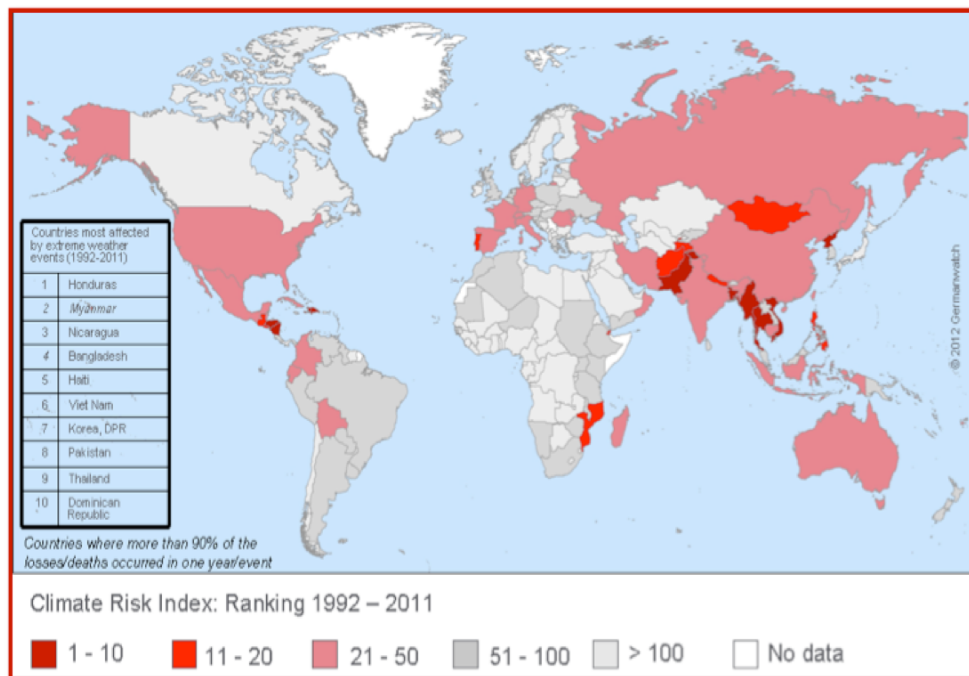 Countries most affected
by extreme weather
events (1992-2011)
1 Honduras
2 Myanmar
3 Nicaragua
4 Bangladesh
5 Haiti
6 Viet Nam
7 Korea, DPR
8 Pakistan
9 Thailand
10 Dominican
Republic
Countries where more than 90% of the
losses/deaths occurred in one year/event
© 2012 Germanwatch
Climate Risk Index: Ranking 1992 – 2011
1 - 10 11 - 20 21 - 50 51 - 100 > 100 No data